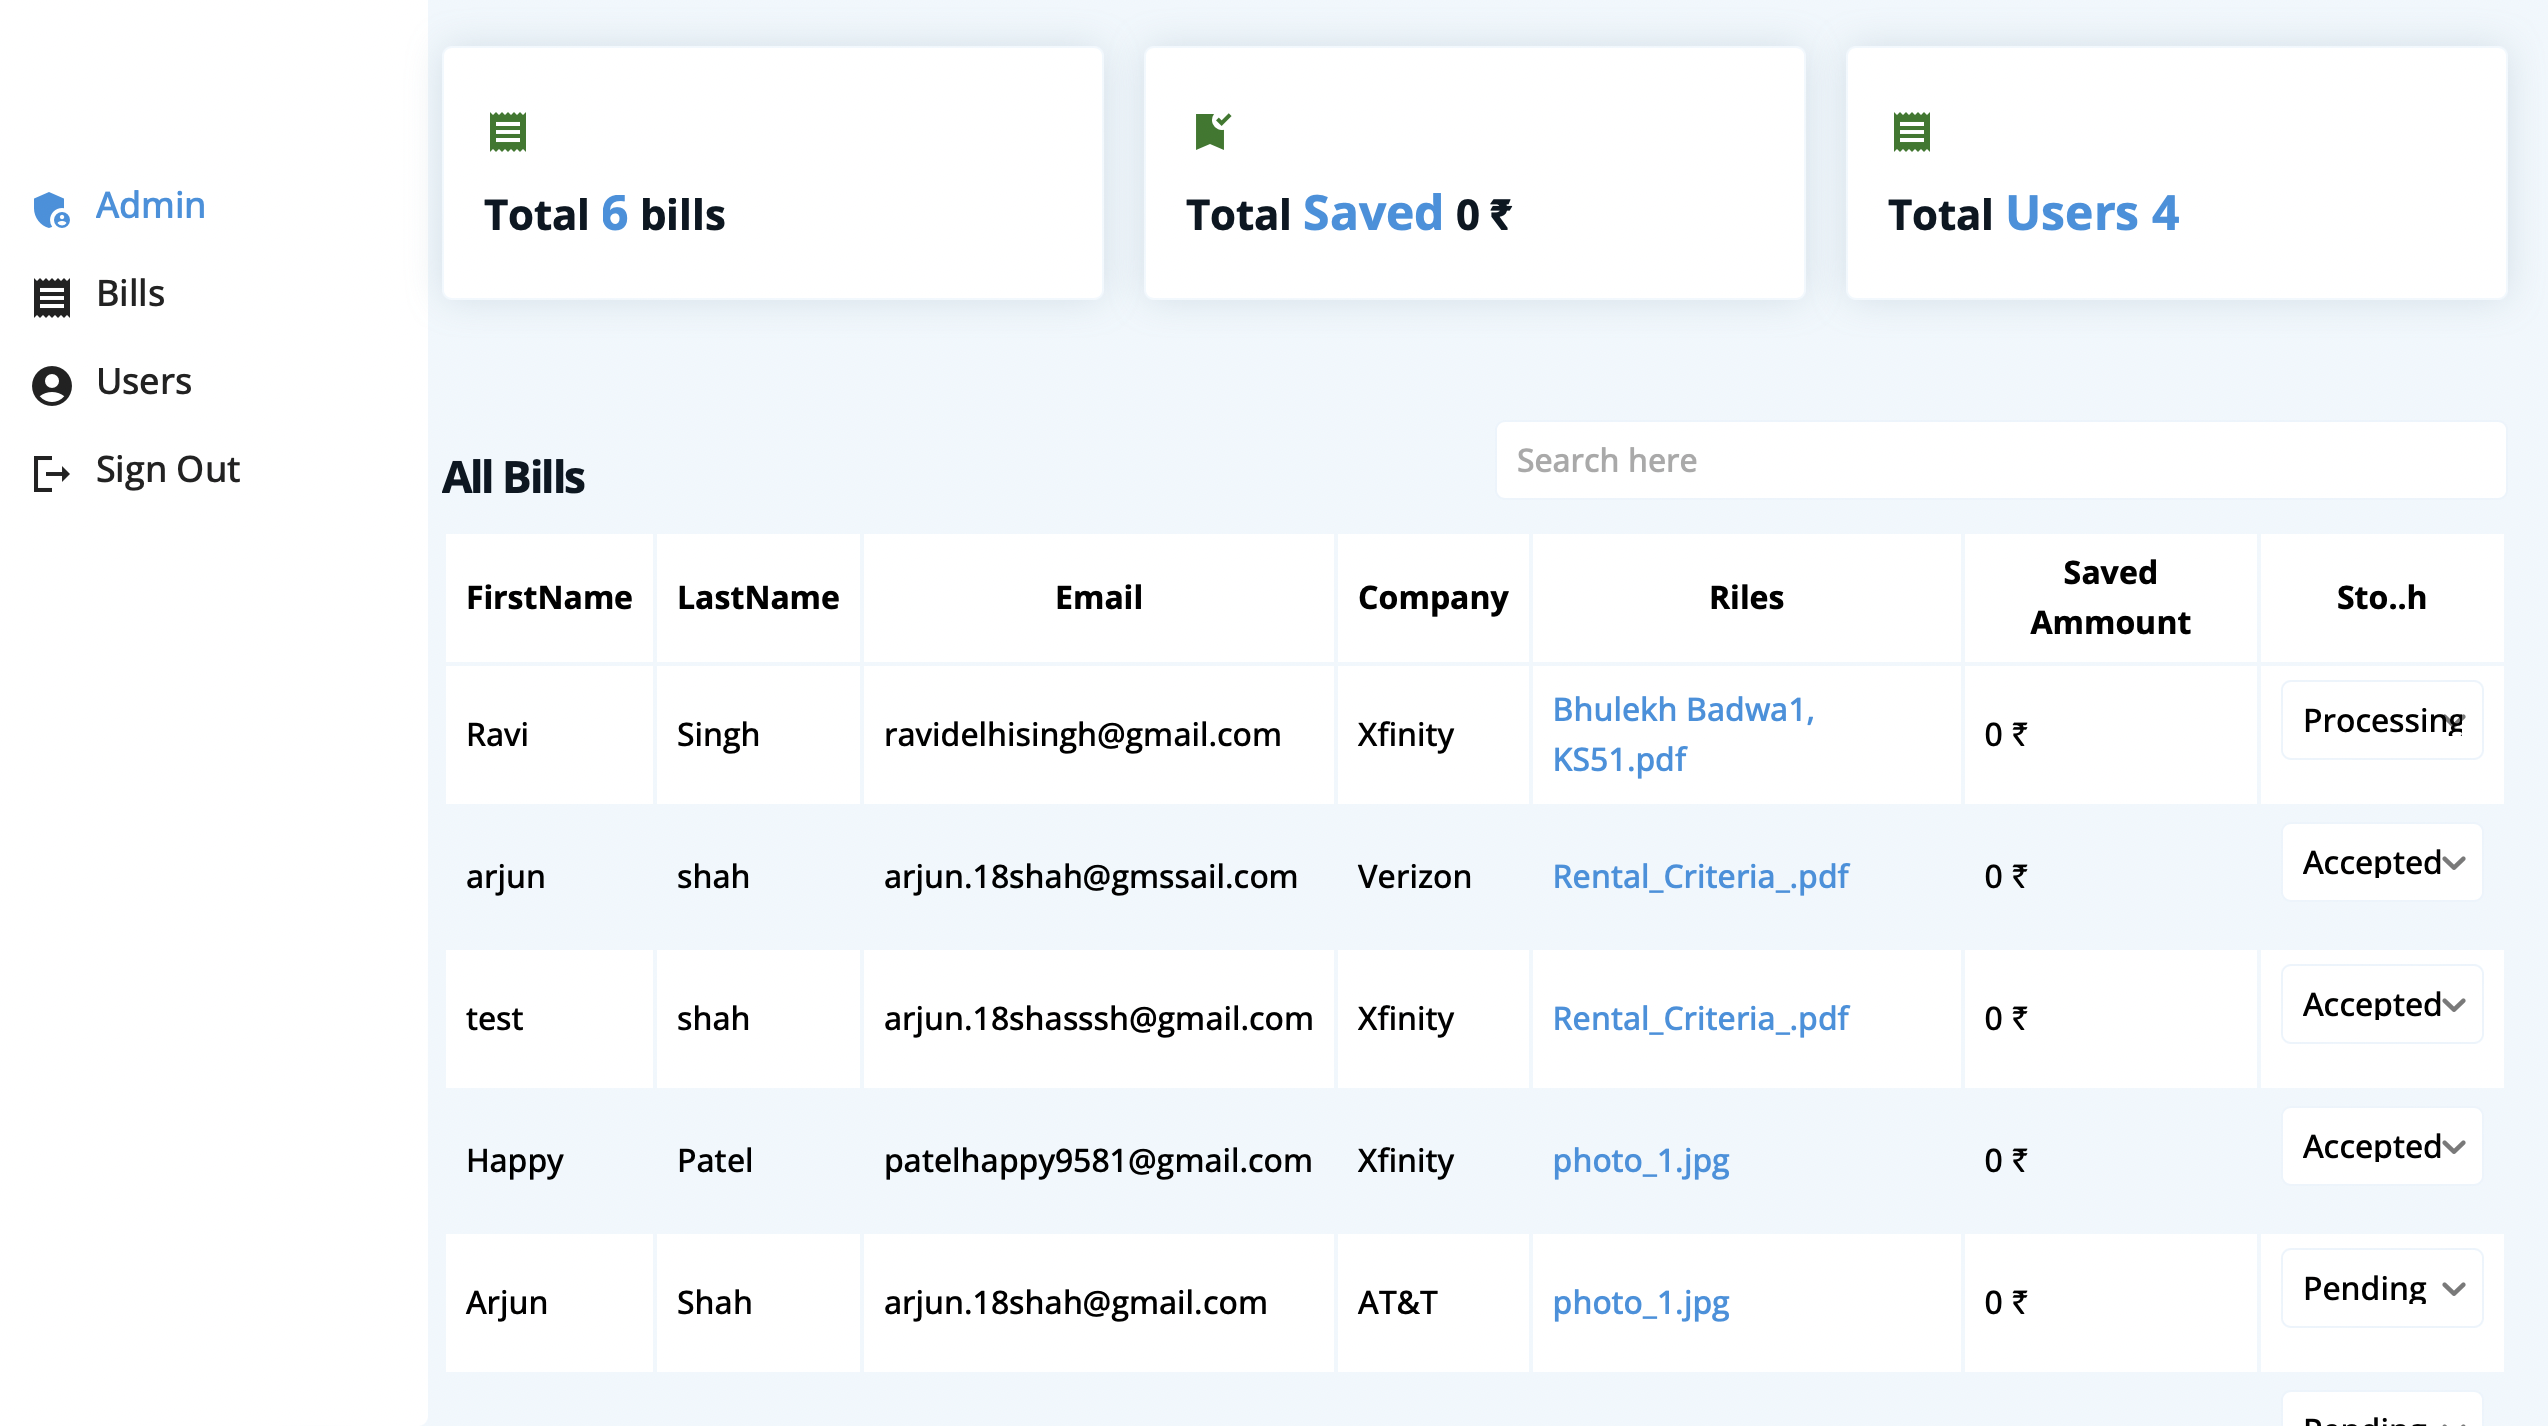 Admin
Bills
Users
Sign Out
Total 6 bills
Total Saved 0 ₹
Total Users 4
All Bills
Search here
FirstName LastName Email Company Riles Saved Ammount Sto..h
Ravi Singh ravidelhisingh@gmail.com Xfinity Bhulekh Badwa1, KS51.pdf 0 ₹ Processing
arjun shah arjun.18shah@gmssail.com Verizon Rental_Criteria_.pdf 0 ₹ Accepted
test shah arjun.18shasssh@gmail.com Xfinity Rental_Criteria_.pdf 0 ₹ Accepted
Happy Patel patelhappy9581@gmail.com Xfinity photo_1.jpg 0 ₹ Accepted
Arjun Shah arjun.18shah@gmail.com AT&T photo_1.jpg 0 ₹ Pending